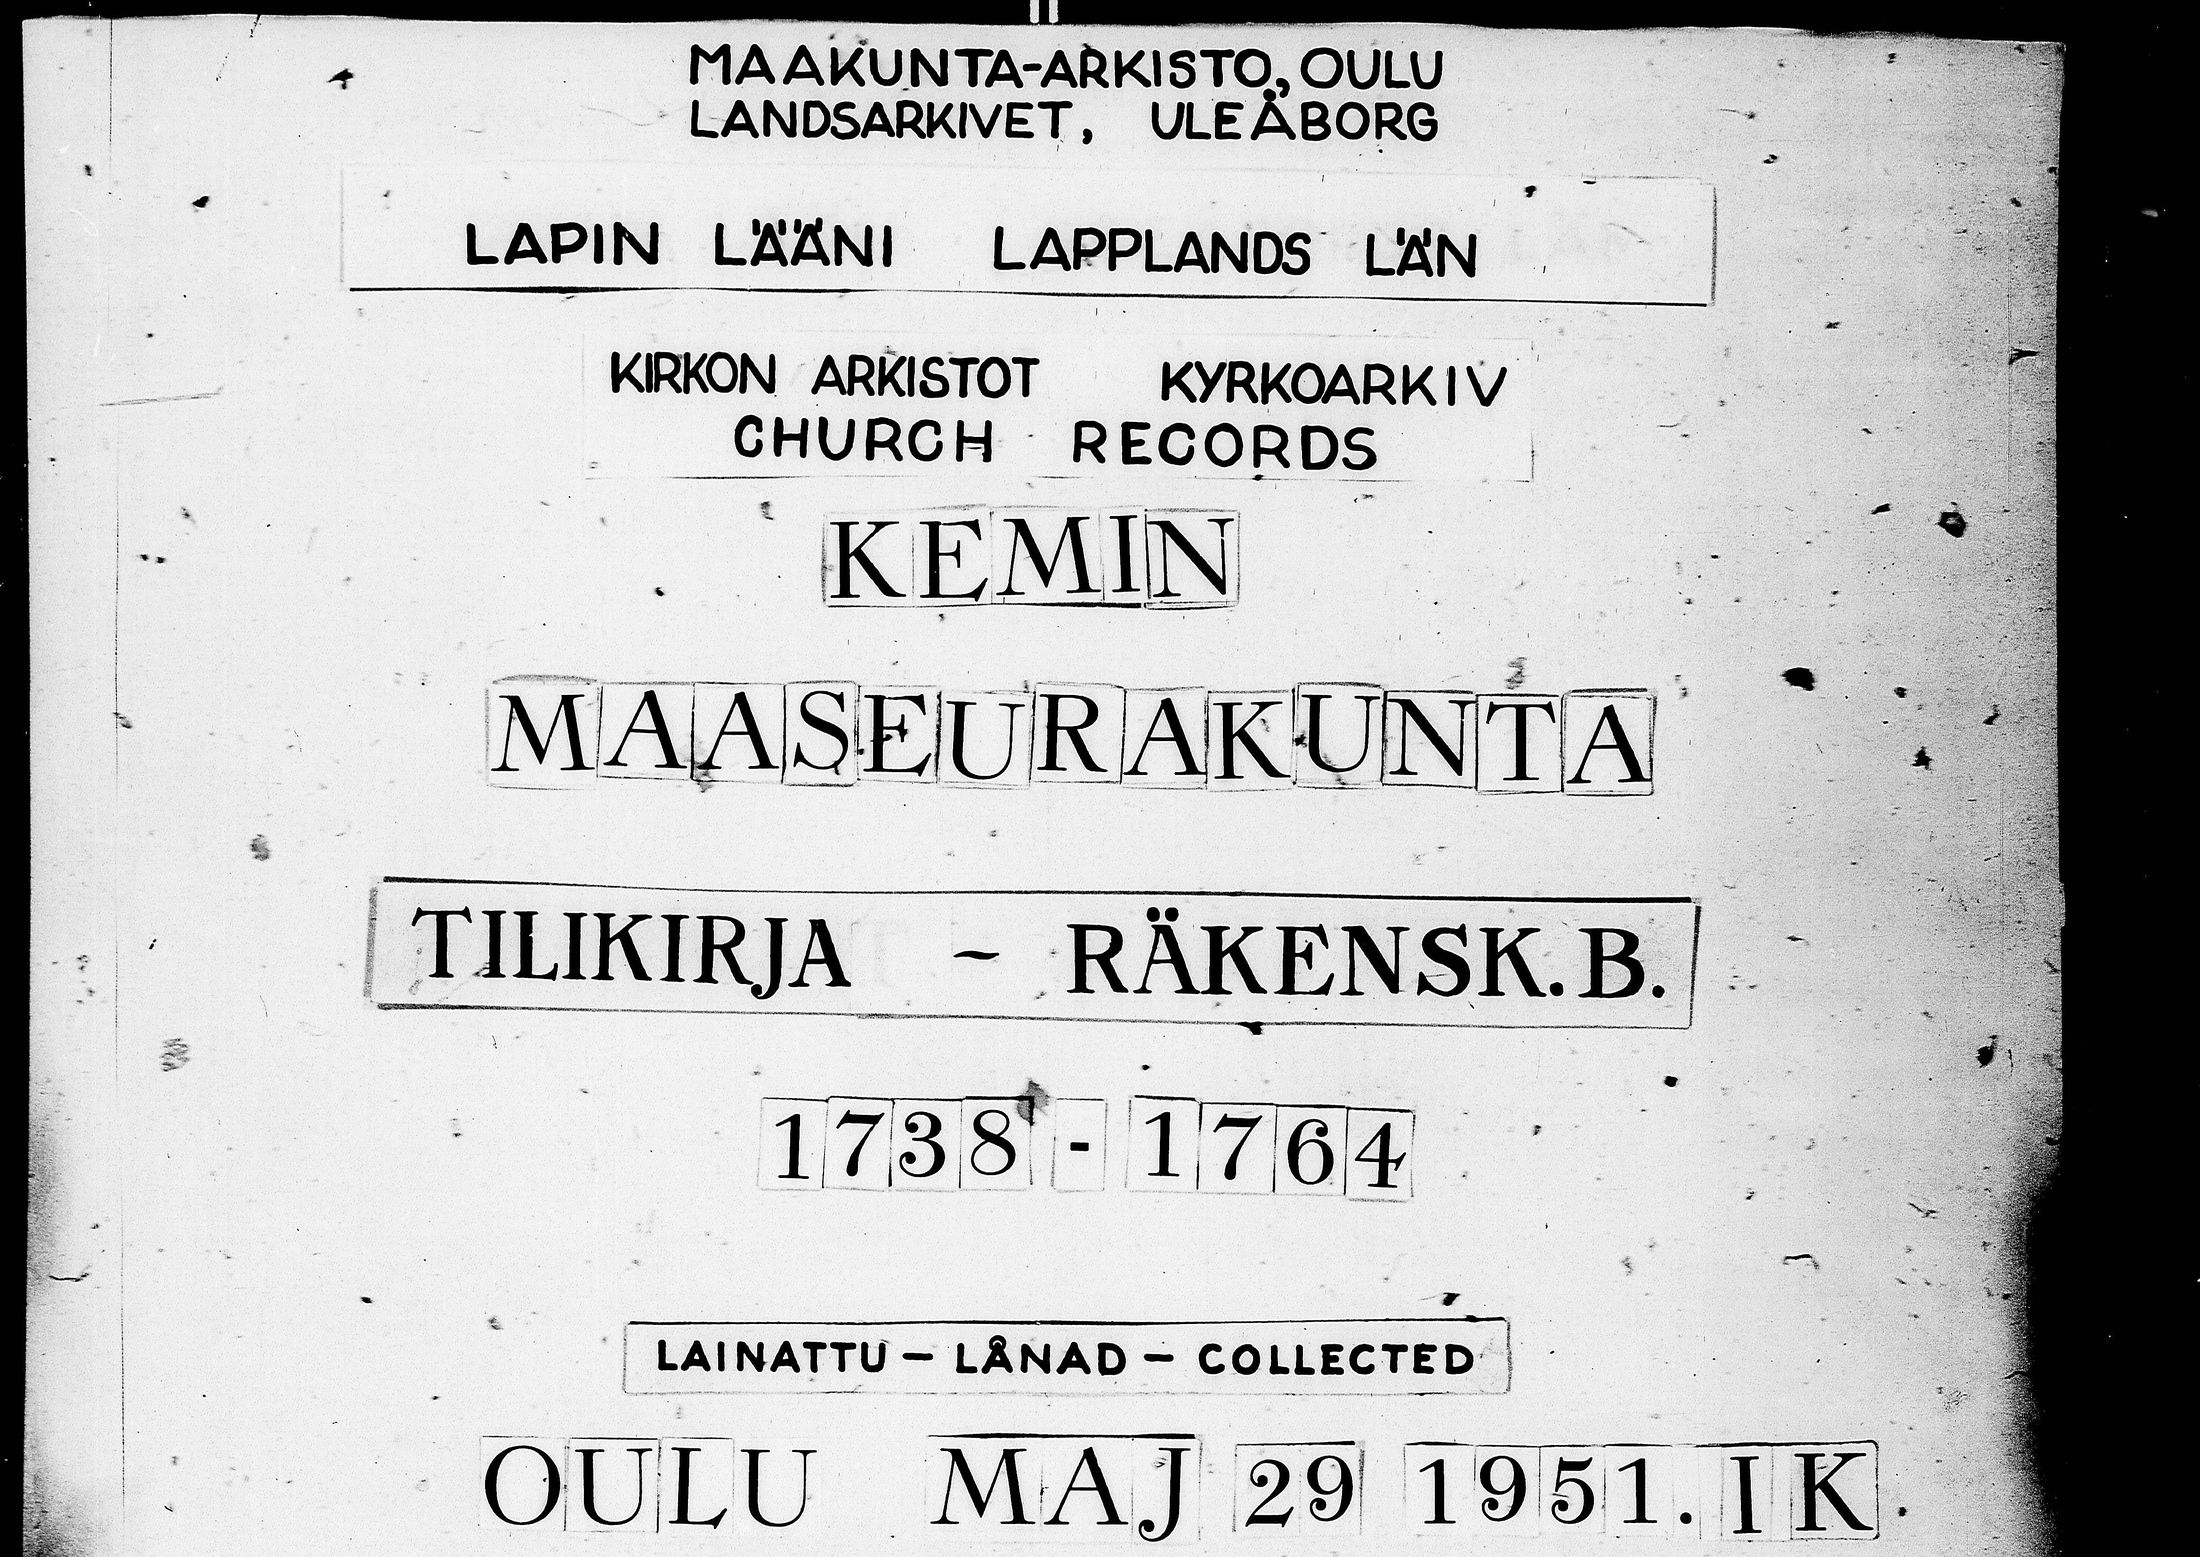 MAAKUNTA-ARKISTO, OULU
LANDSARKIVET, ULEÅBORG
LAPIN LÄÄNI LAPPLANDS LÄN
KIRKON ARKISTOT KYRKOARKIV
CHURCH RECORDS
KEMIN
MAASEURAKUNTA
TILIKIRJA - RÄKENSK.B.
1738 - 1764
LAINATTU - LÅNAD - COLLECTED
OULU MAJ 29 1951. IK